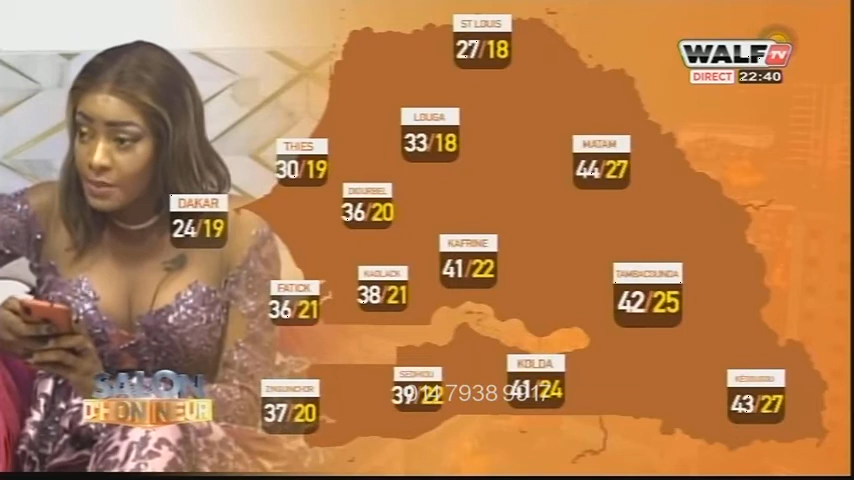 ST LOUIS
27/18
WALF TV
DIRECT 22:40
LOUGA
33/18
THIES
30/19
MATAM
44/27
DIOURBEL
36/20
DAKAR
24/19
KAFRINE
41/22
KAOLACK
38/21
TAMBACOUNDA
42/25
FATICK
36/21
SALON
D'HONNEUR
ZIGUINCHOR
37/20
SEDHIOU
39/22
KOLDA
41/24
KEDOUGOU
43/27